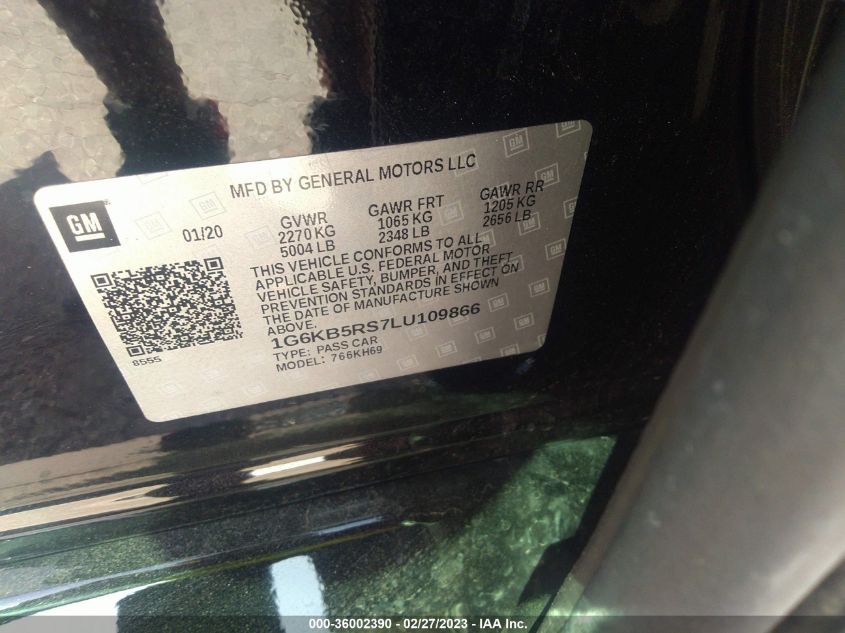 MFD BY GENERAL MOTORS LLC
GM
01/20
GVWR
2270 KG
5004 LB
GAWR FRT
1065 KG
2348 LB
GAWR RR
1205 KG
2656 LB
THIS VEHICLE CONFORMS TO ALL
APPLICABLE U.S. FEDERAL MOTOR
VEHICLE SAFETY, BUMPER, AND THEFT
PREVENTION STANDARDS IN EFFECT ON
THE DATE OF MANUFACTURE SHOWN
ABOVE.
1G6KB5RS7LU109866
TYPE: PASS CAR
MODEL: 766KH69
8555
000-36002390 - 02/27/2023 - IAA Inc.